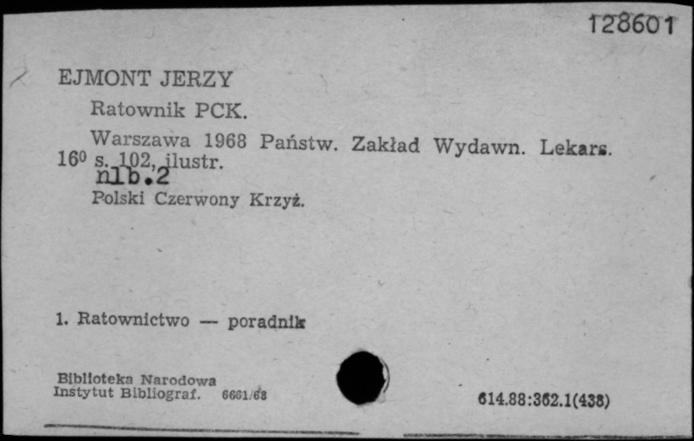 128601
EJMONT JERZY
Ratownik PCK.
Warszawa 1968 Państw. Zakład Wydawn. Lekars.
16⁰ s. 102, ilustr.
nlb.2
Polski Czerwony Krzyż.
1. Ratownictwo — poradnik
Biblioteka Narodowa
Instytut Bibliograf. 6661/68
614.88:362.1(438)